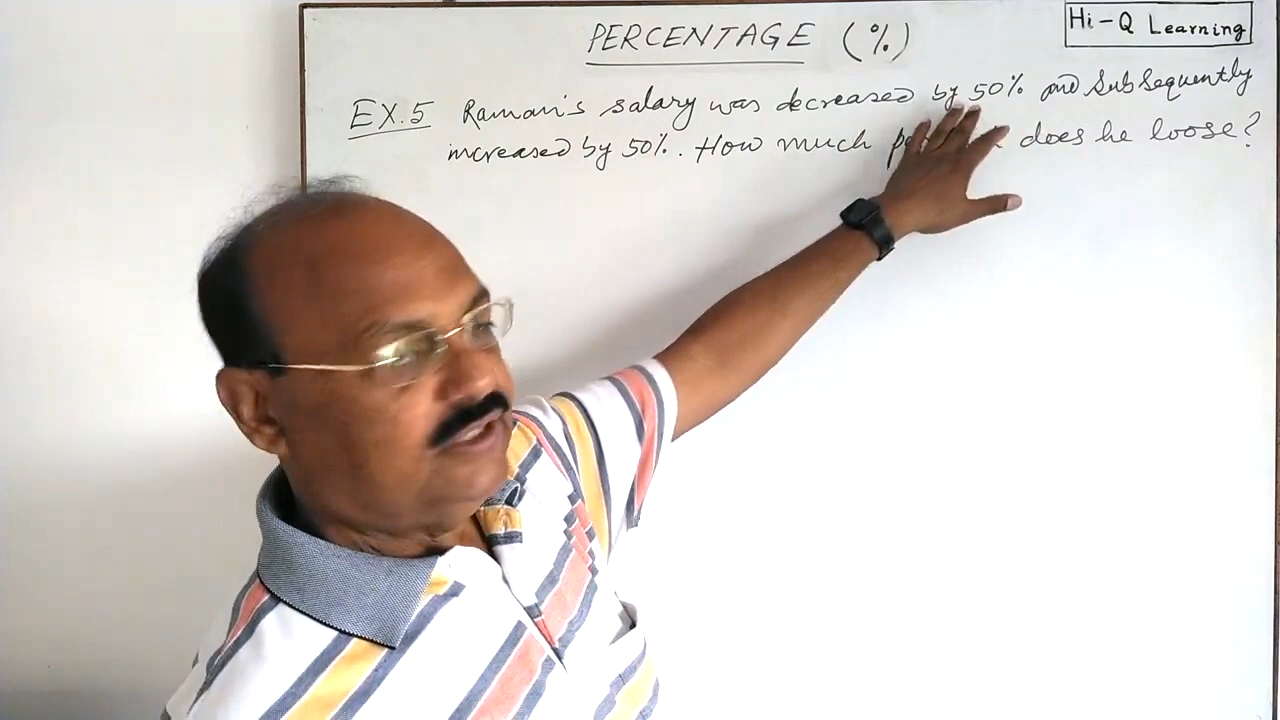 PERCENTAGE (%)
Hi-Q Learning
EX.5 Raman's salary was decreased by 50% and subsequently
increased by 50%. How much does he loose?